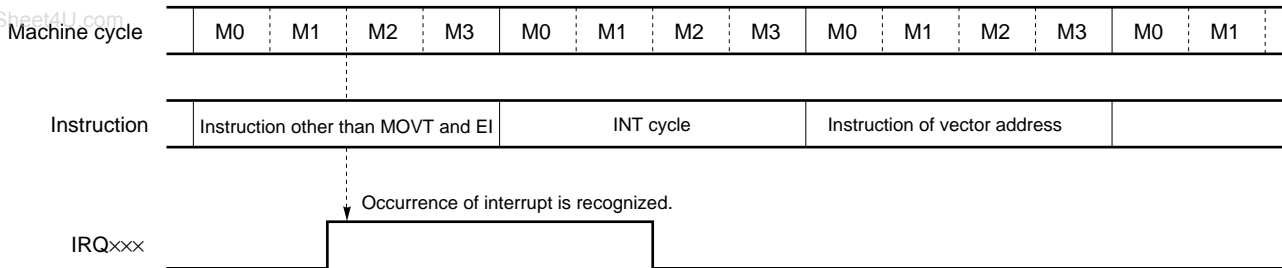 Sheet4U.com
Machine cycle M0 M1 M2 M3 M0 M1 M2 M3 M0 M1 M2 M3 M0 M1
Instruction Instruction other than MOVT and EI INT cycle Instruction of vector address
Occurrence of interrupt is recognized.
IRQ×××